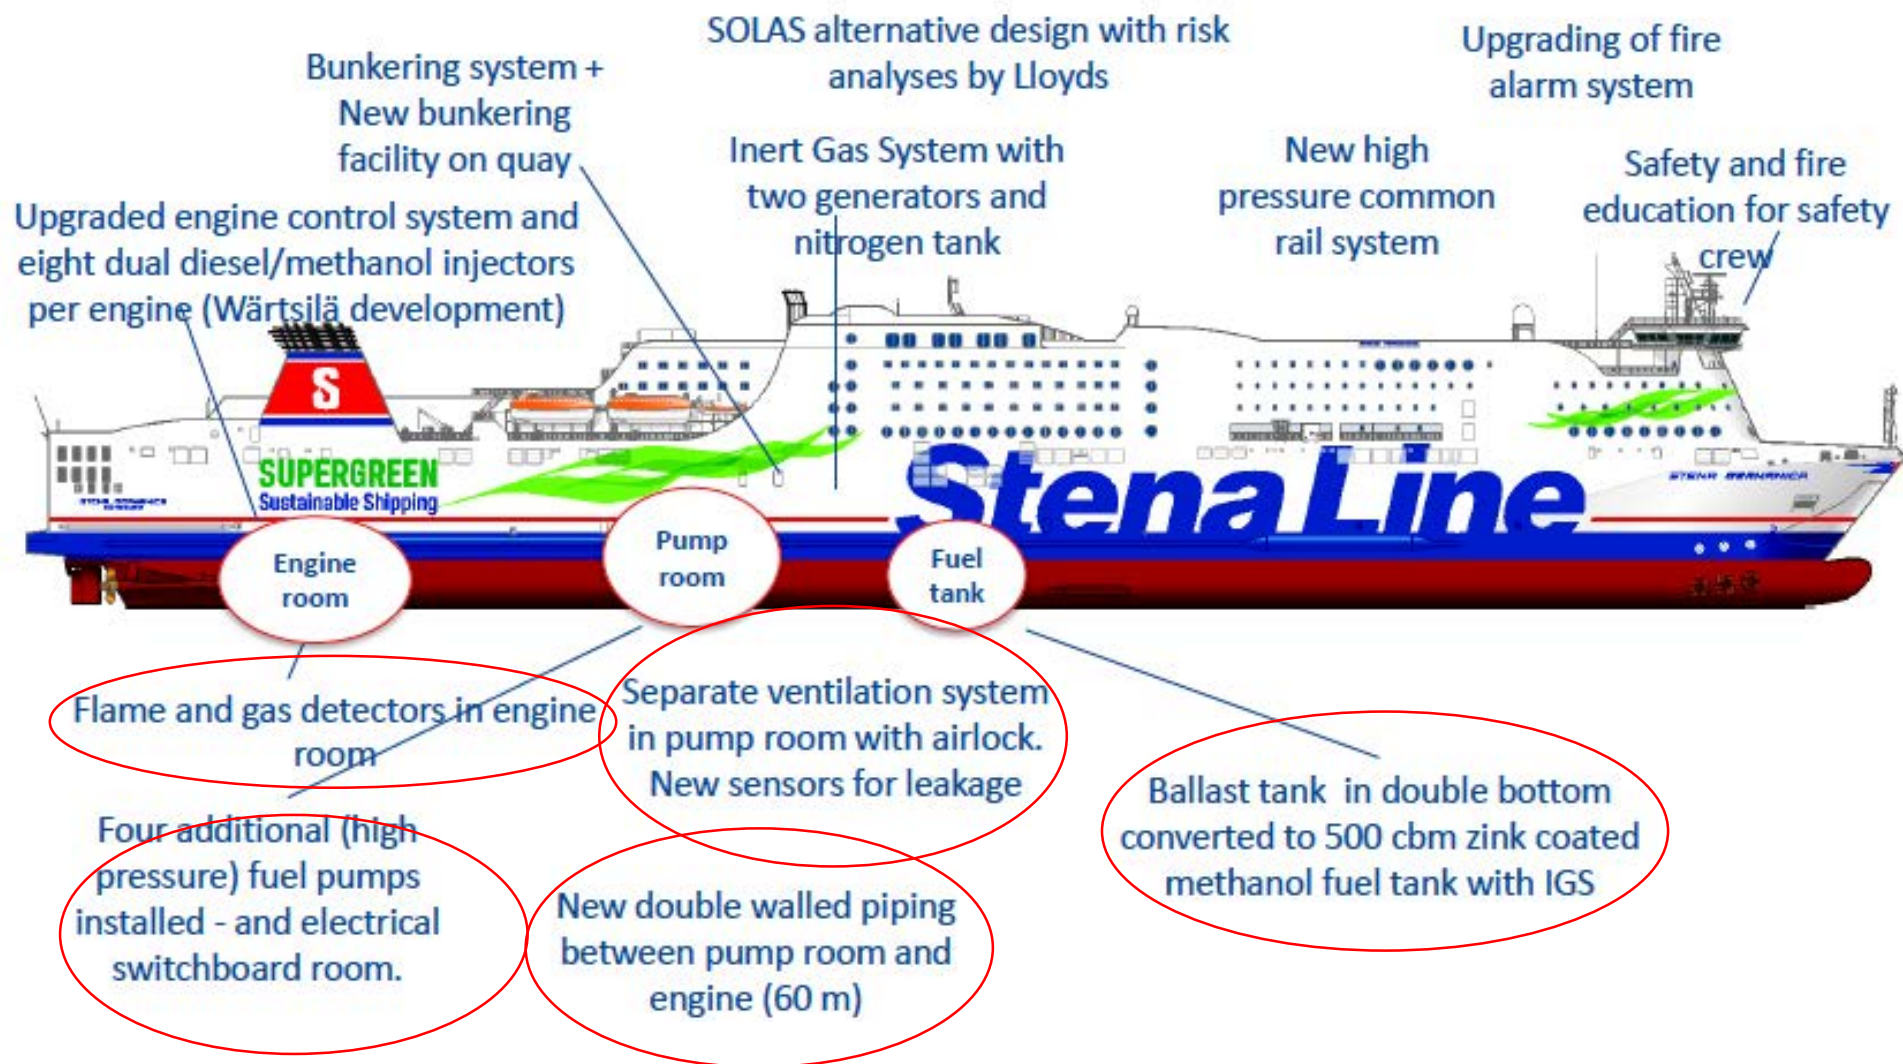 SOLAS alternative design with risk
analyses by Lloyds
Upgrading of fire
alarm system
Bunkering system +
New bunkering
facility on quay
Inert Gas System with
two generators and
nitrogen tank
New high
pressure common
rail system
Safety and fire
education for safety
crew
Upgraded engine control system and
eight dual diesel/methanol injectors
per engine (Wärtsilä development)
S
SUPERGREEN
Sustainable Shipping
Stena Line
STENA GERMANICA
STENA GERMANICA
Engine
room
Pump
room
Fuel
tank
Flame and gas detectors in engine
room
Separate ventilation system
in pump room with airlock.
New sensors for leakage
Four additional (high
pressure) fuel pumps
installed - and electrical
switchboard room.
New double walled piping
between pump room and
engine (60 m)
Ballast tank  in double bottom
converted to 500 cbm zink coated
methanol fuel tank with IGS